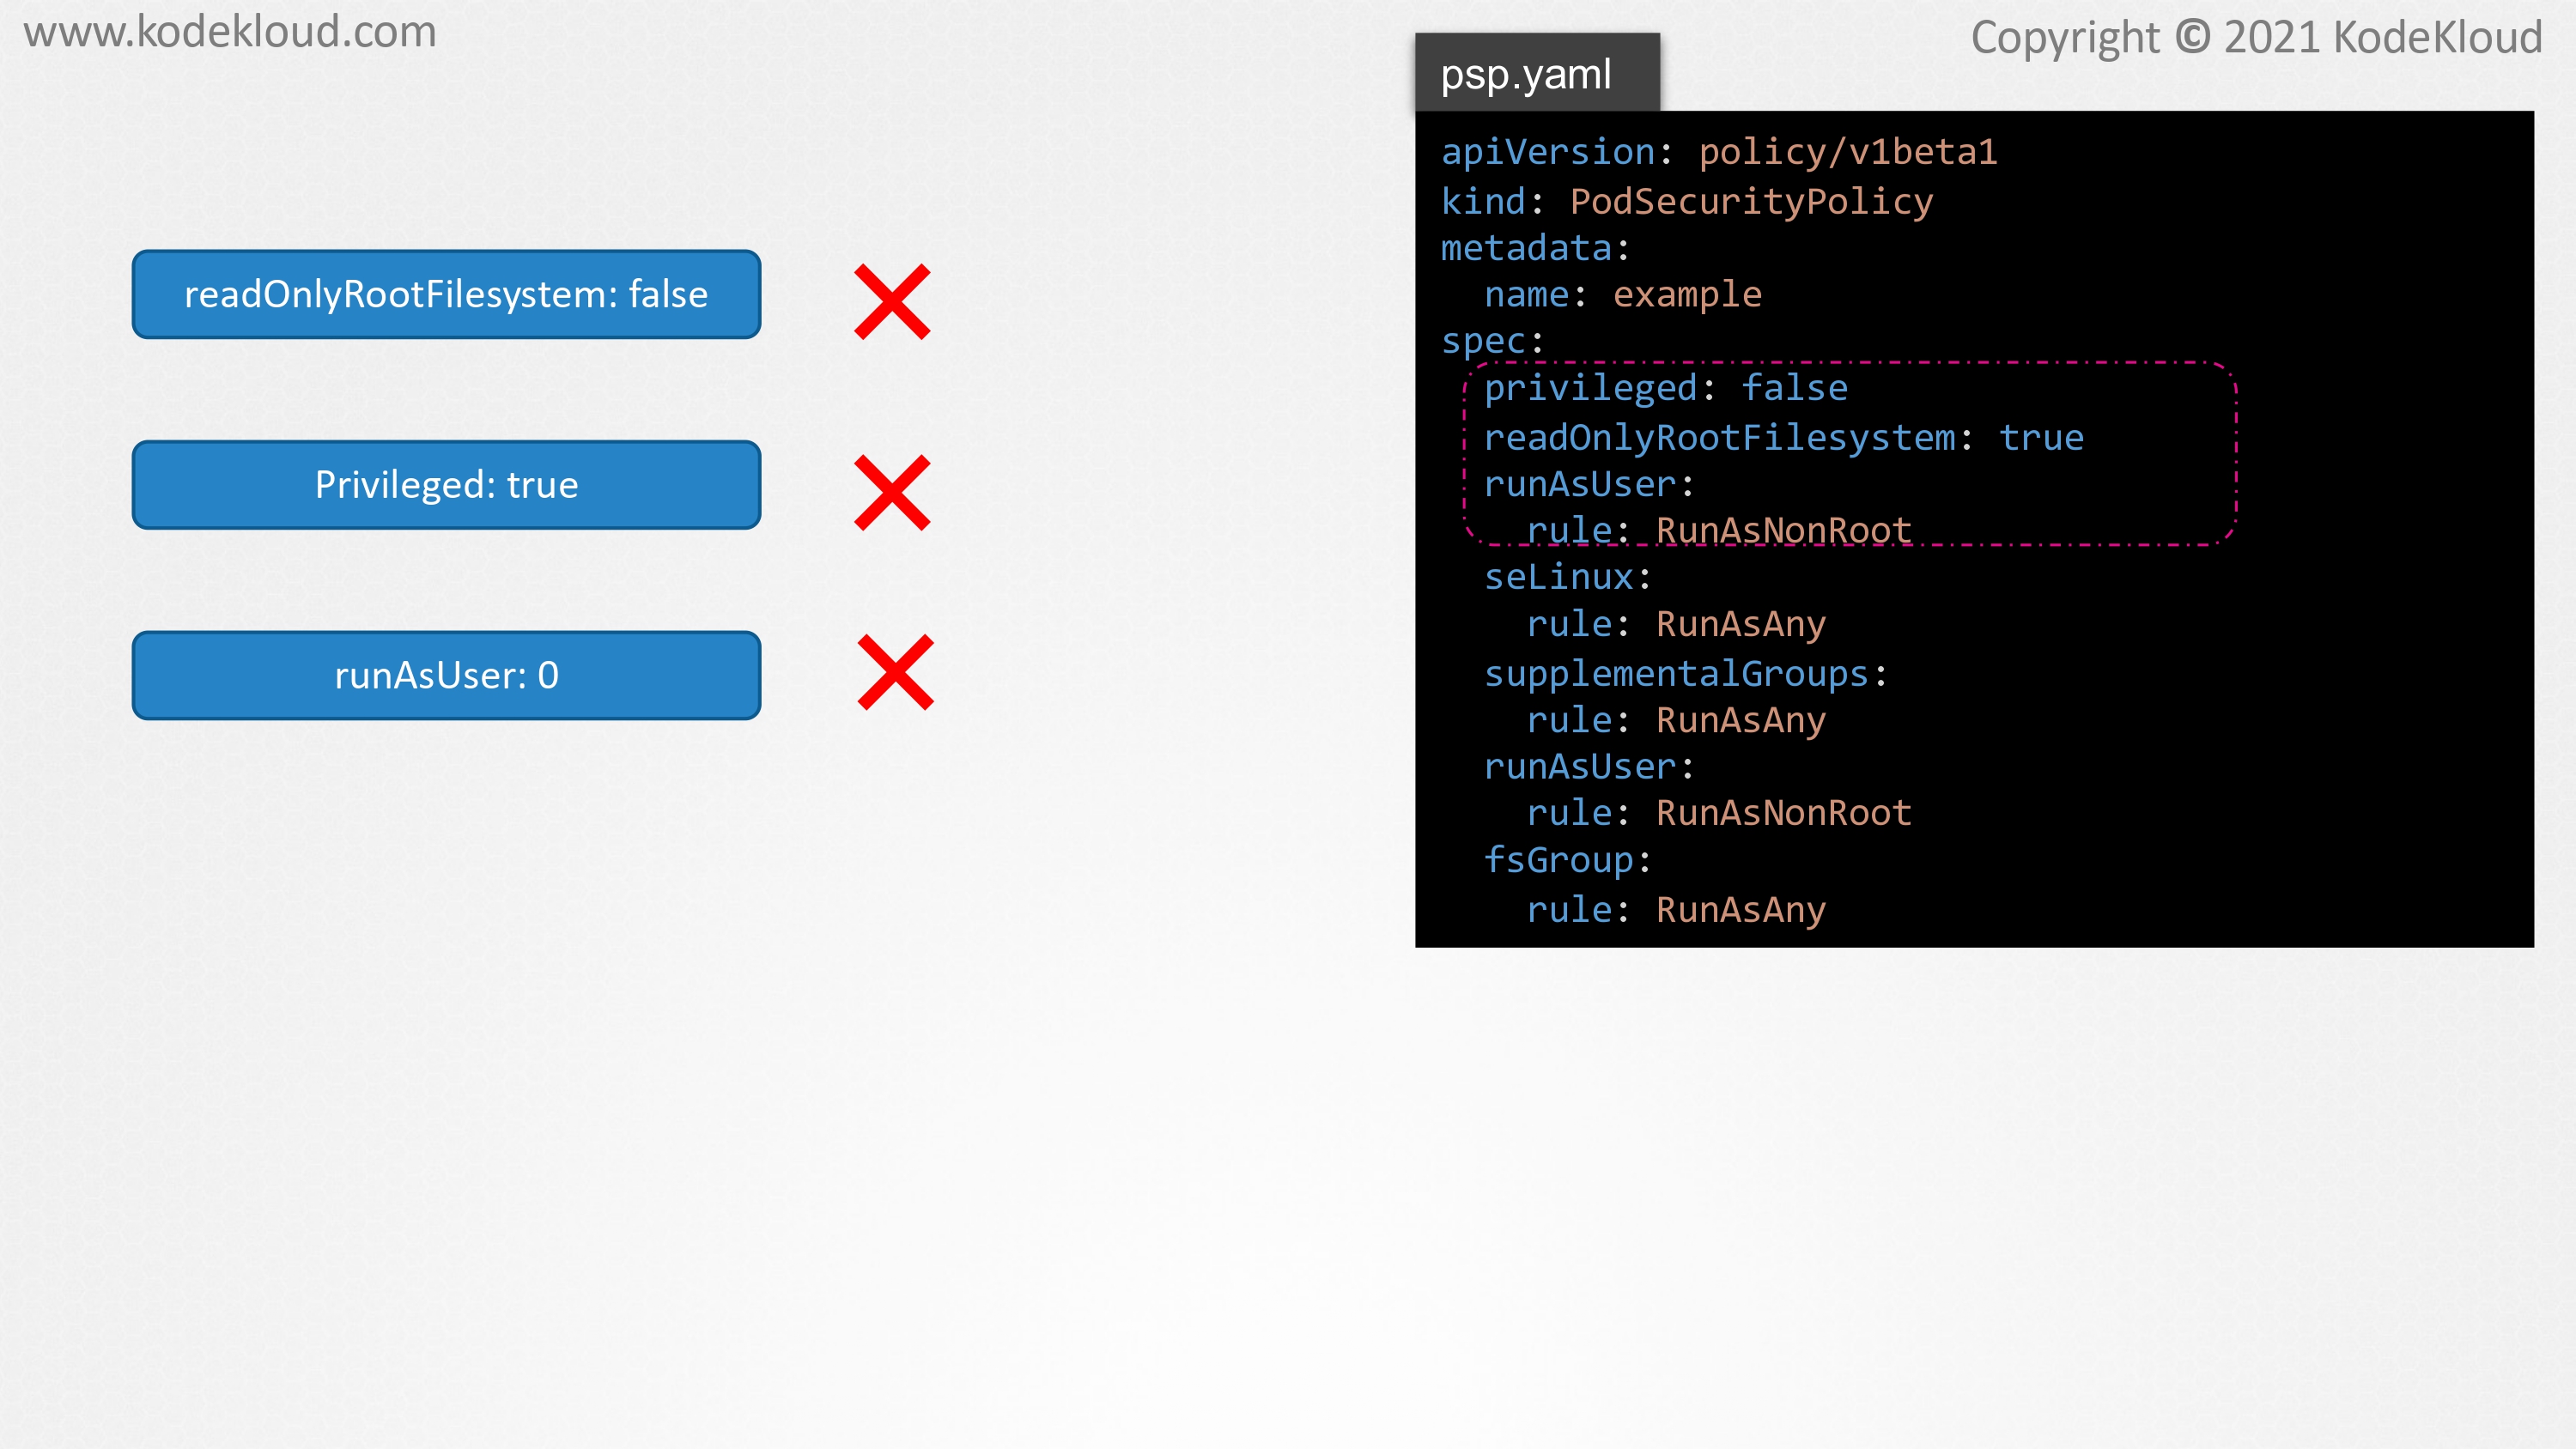 www.kodekloud.com
Copyright © 2021 KodeKloud
readOnlyRootFilesystem: false
Privileged: true
runAsUser: 0
psp.yaml
apiVersion: policy/v1beta1
kind: PodSecurityPolicy
metadata:
  name: example
spec:
  privileged: false
  readOnlyRootFilesystem: true
  runAsUser:
    rule: RunAsNonRoot
  seLinux:
    rule: RunAsAny
  supplementalGroups:
    rule: RunAsAny
  runAsUser:
    rule: RunAsNonRoot
  fsGroup:
    rule: RunAsAny